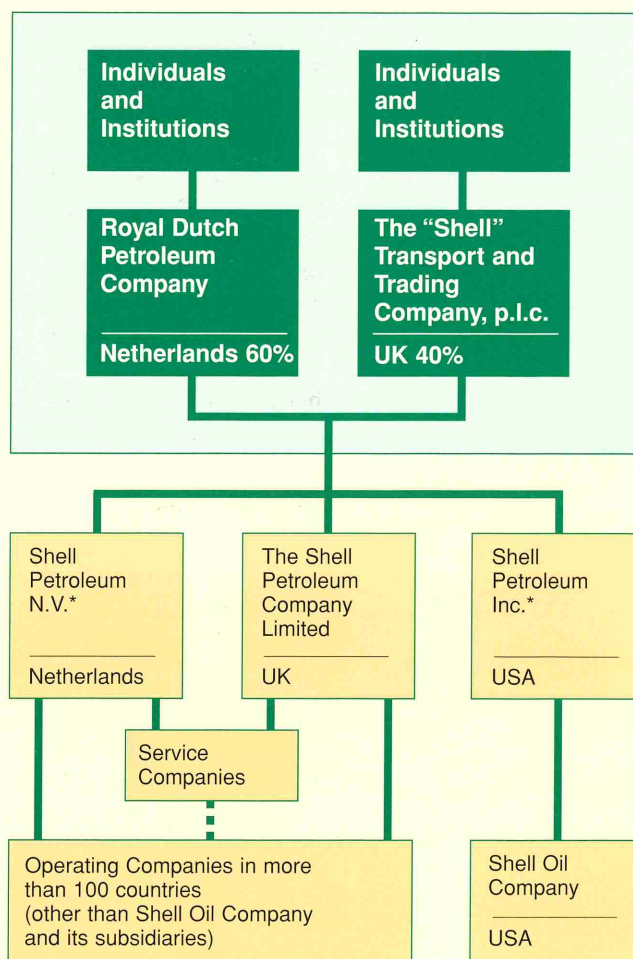 Individuals
and
Institutions
Individuals
and
Institutions
Royal Dutch
Petroleum
Company
Netherlands 60%
The “Shell”
Transport and
Trading
Company, p.l.c.
UK 40%
Shell
Petroleum
N.V.*
Netherlands
The Shell
Petroleum
Company
Limited
UK
Shell
Petroleum
Inc.*
USA
Service
Companies
Operating Companies in more
than 100 countries
(other than Shell Oil Company
and its subsidiaries)
Shell Oil
Company
USA